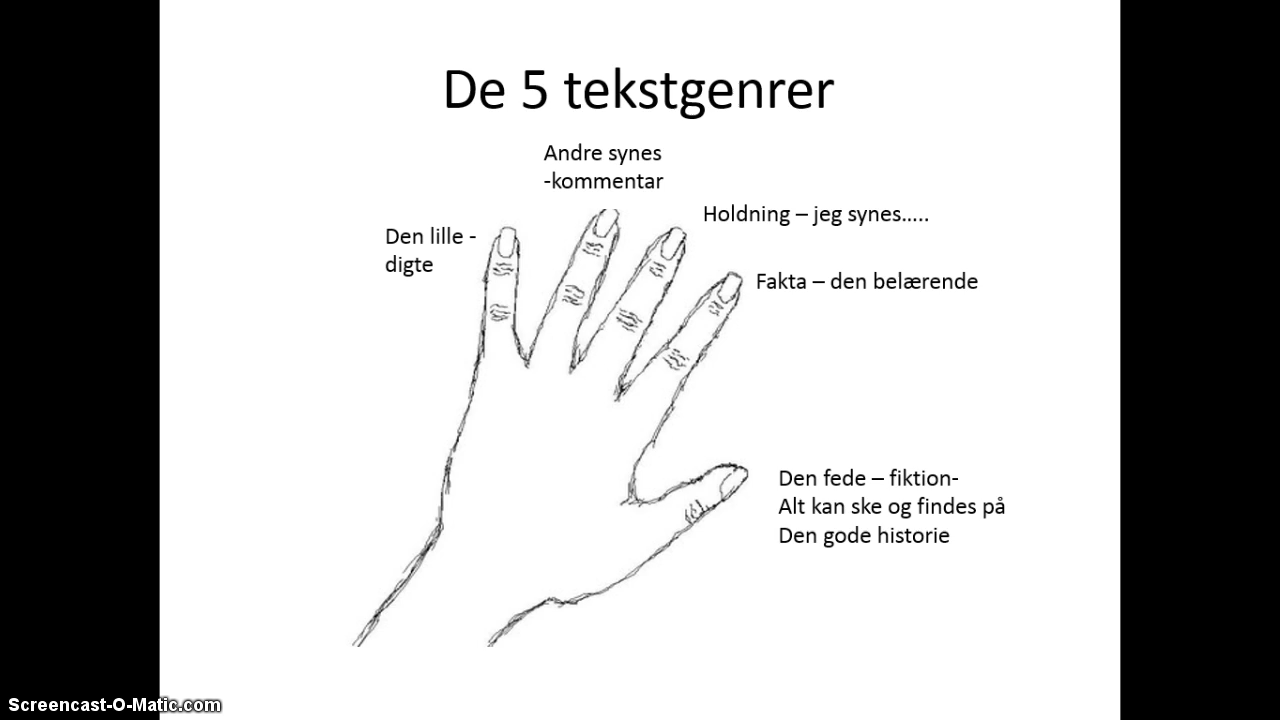 De 5 tekstgenrer
Andre synes
-kommentar
Holdning – jeg synes.....
Den lille -
digte
Fakta – den belærende
Den fede – fiktion-
Alt kan ske og findes på
Den gode historie
Screencast-O-Matic.com